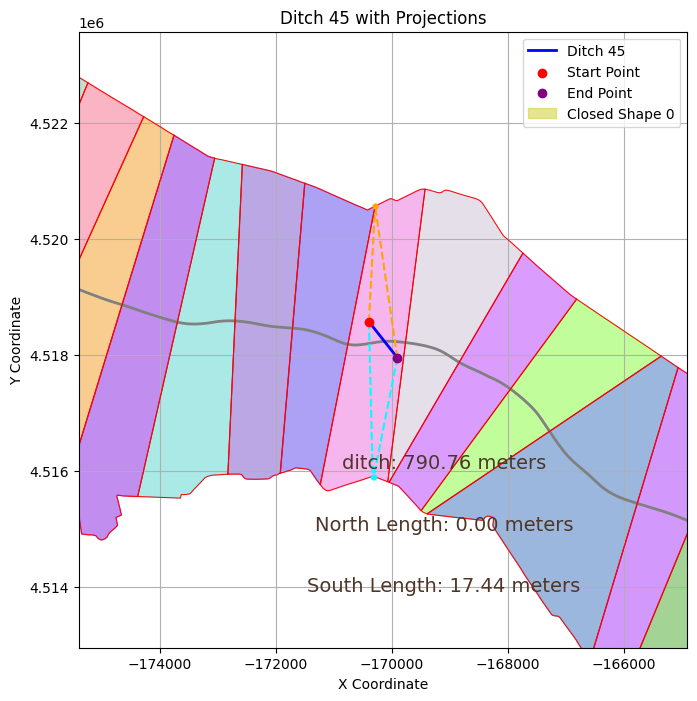 Ditch 45 with Projections
1e6
Ditch 45
Start Point
End Point
Closed Shape 0
4.522
4.520
4.518
4.516
4.514
Y Coordinate
ditch: 790.76 meters
North Length: 0.00 meters
South Length: 17.44 meters
−174000
−172000
−170000
−168000
−166000
X Coordinate